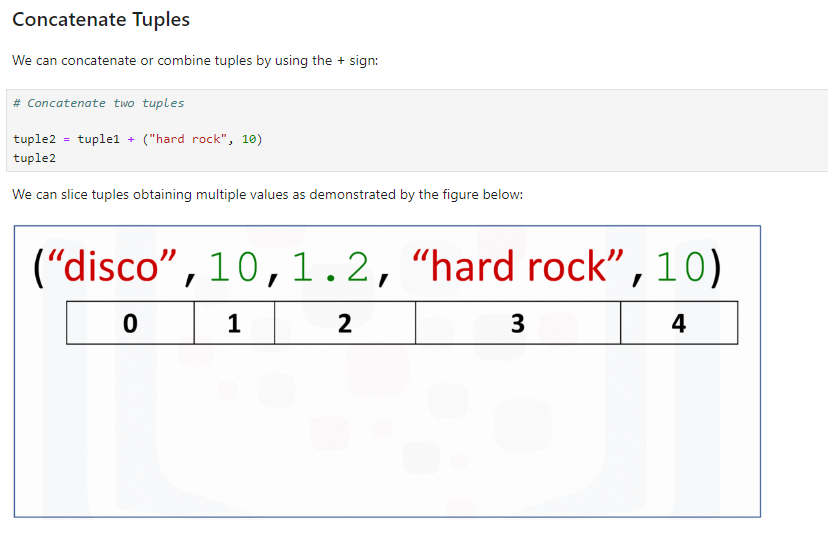 Concatenate Tuples
We can concatenate or combine tuples by using the + sign:
# Concatenate two tuples
tuple2 = tuple1 + ("hard rock", 10)
tuple2
We can slice tuples obtaining multiple values as demonstrated by the figure below:
(“disco”, 10, 1.2, “hard rock”, 10)
0 1 2 3 4